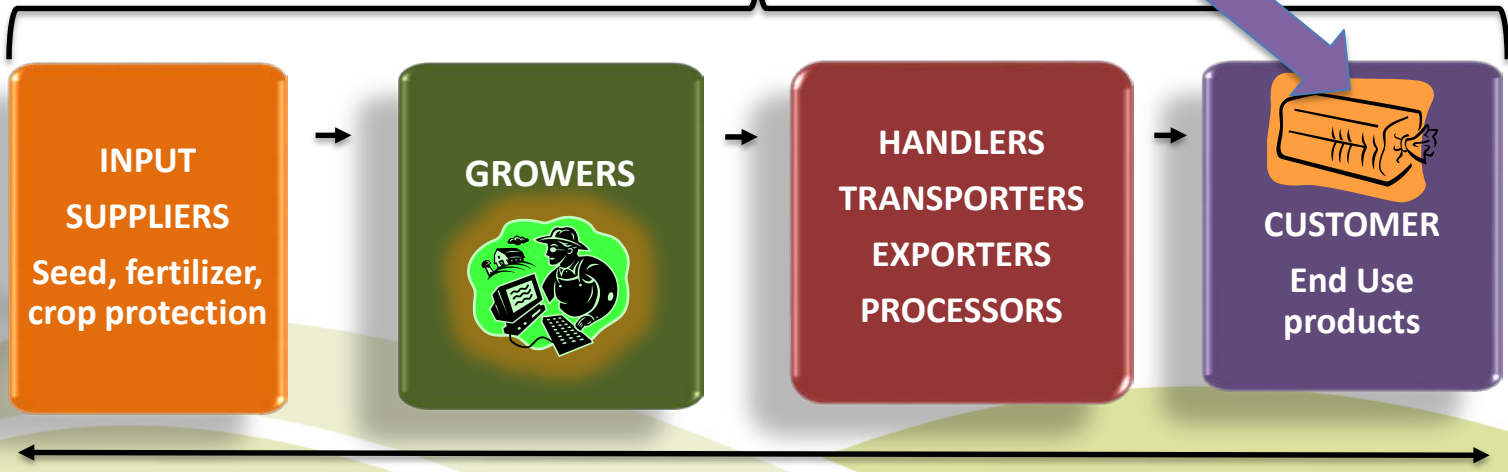 INPUT
SUPPLIERS
Seed, fertilizer,
crop protection
GROWERS
HANDLERS
TRANSPORTERS
EXPORTERS
PROCESSORS
CUSTOMER
End Use
products